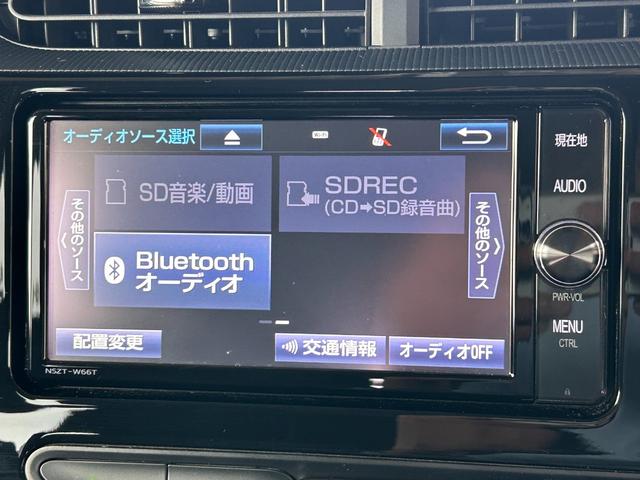 オーディオソース選択
Wi-Fi
現在地
SD音楽/動画
SDREC
(CD➡SD録音曲)
AUDIO
その他のソース
その他のソース
Bluetooth
オーディオ
PWR•VOL
配置変更
交通情報
オーディオOFF
MENU
CTRL
NSZT-W66T